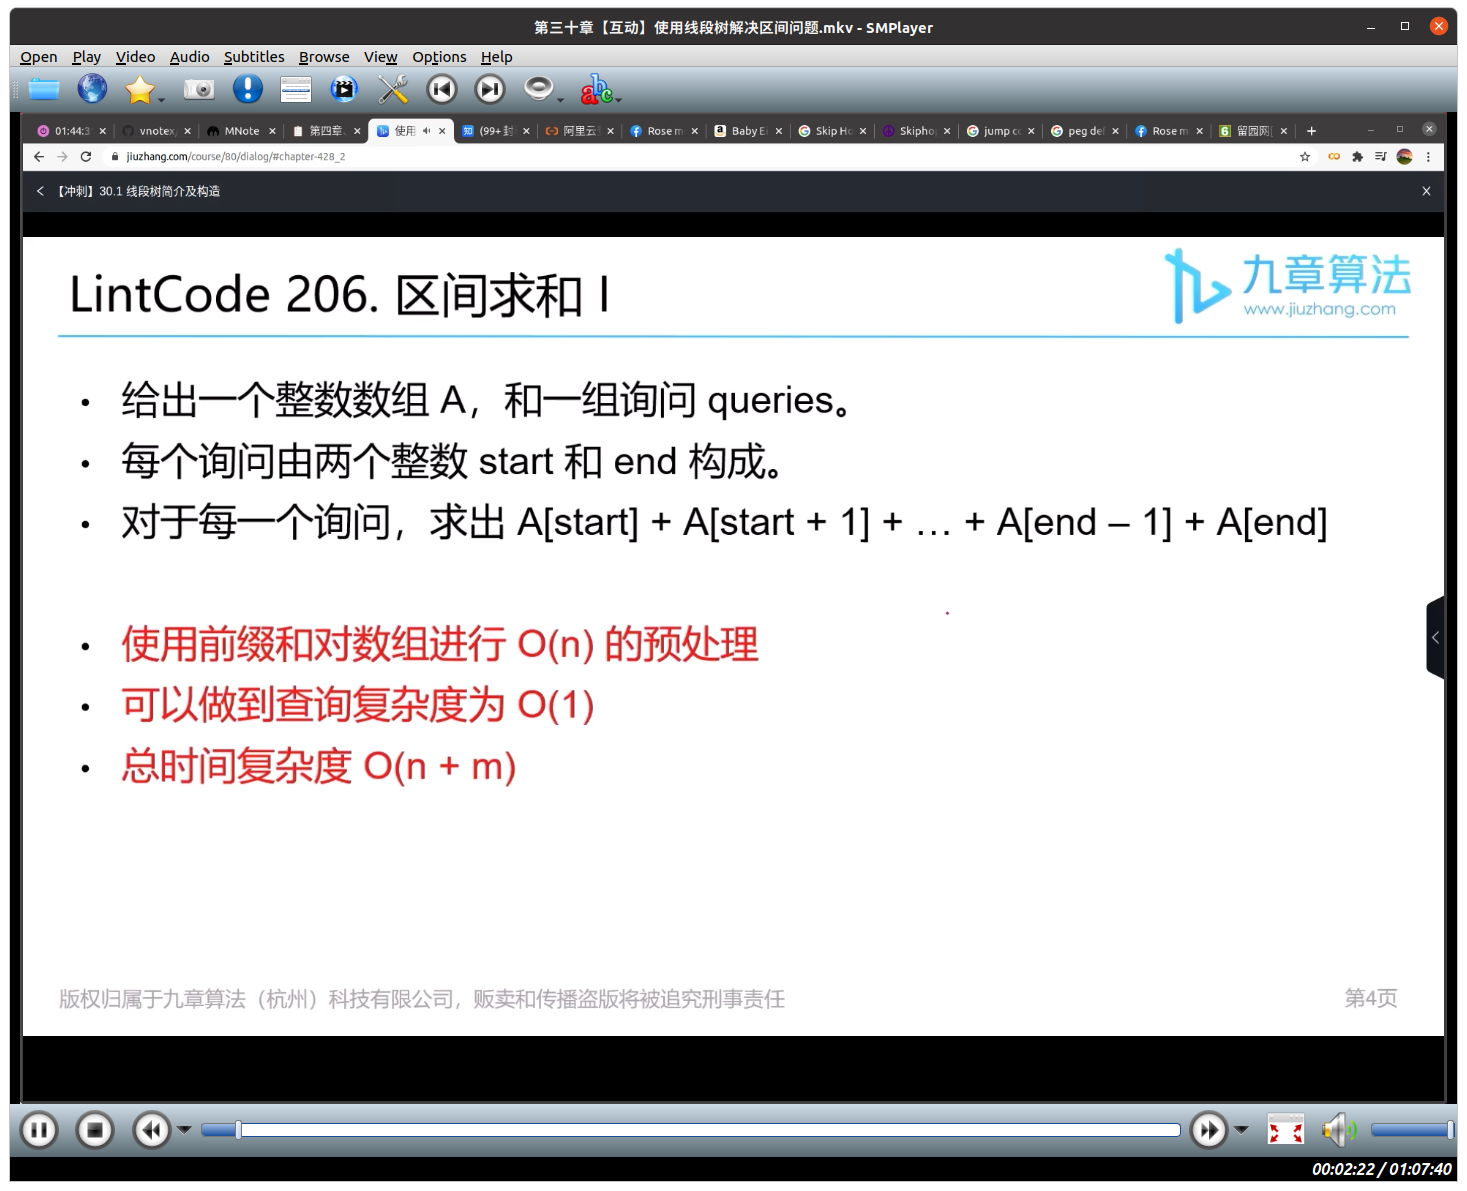 第三十章【互动】使用线段树解决区间问题.mkv - SMPlayer
Open Play Video Audio Subtitles Browse View Options Help
abc
01:44:3 vnotex MNote 第四章 使用 (99+ 封 阿里云 Rose m Baby Ei Skip Ho Skipho jump co peg del Rose m 留园网
jiuzhang.com/course/80/dialog/#chapter-428_2
【冲刺】30.1 线段树简介及构造
LintCode 206. 区间求和 I
九章算法
www.jiuzhang.com
• 给出一个整数数组 A，和一组询问 queries。
• 每个询问由两个整数 start 和 end 构成。
• 对于每一个询问，求出 A[start] + A[start + 1] + … + A[end – 1] + A[end]
• 使用前缀和对数组进行 O(n) 的预处理
• 可以做到查询复杂度为 O(1)
• 总时间复杂度 O(n + m)
版权归属于九章算法（杭州）科技有限公司，贩卖和传播盗版将被追究刑事责任
第4页
00:02:22 / 01:07:40